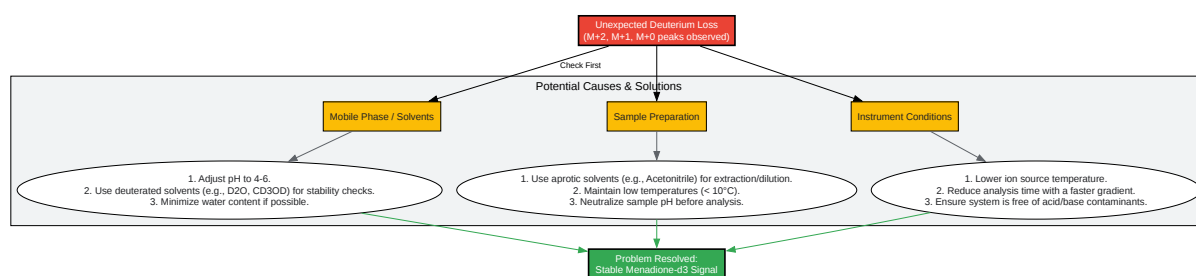 Unexpected Deuterium Loss
(M+2, M+1, M+0 peaks observed)
Check First
Potential Causes & Solutions
Mobile Phase / Solvents
Sample Preparation
Instrument Conditions
1. Adjust pH to 4-6.
2. Use deuterated solvents (e.g., D2O, CD3OD) for stability checks.
3. Minimize water content if possible.
1. Use aprotic solvents (e.g., Acetonitrile) for extraction/dilution.
2. Maintain low temperatures (< 10°C).
3. Neutralize sample pH before analysis.
1. Lower ion source temperature.
2. Reduce analysis time with a faster gradient.
3. Ensure system is free of acid/base contaminants.
Problem Resolved:
Stable Menadione-d3 Signal